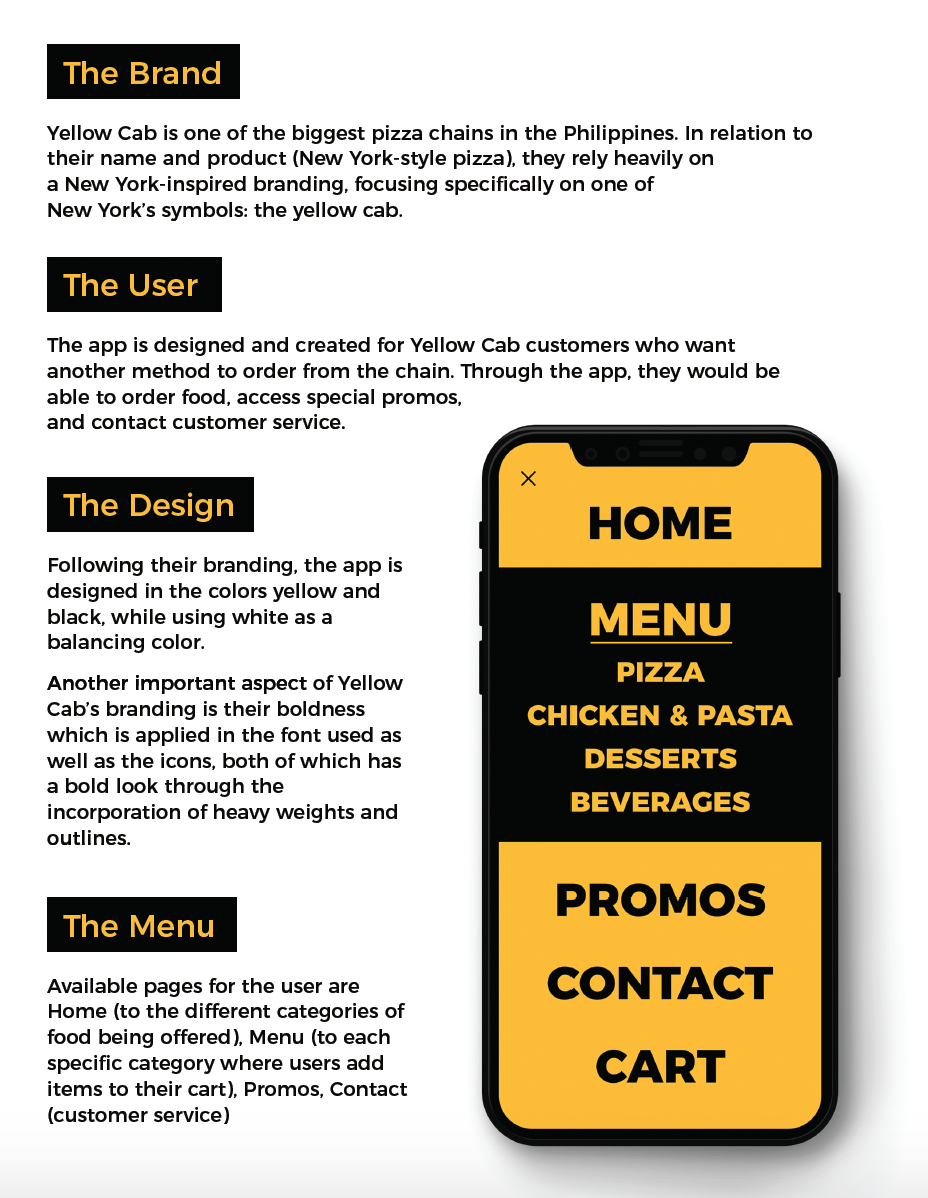 The Brand
Yellow Cab is one of the biggest pizza chains in the Philippines. In relation to
their name and product (New York-style pizza), they rely heavily on
a New York-inspired branding, focusing specifically on one of
New York’s symbols: the yellow cab.
The User
The app is designed and created for Yellow Cab customers who want
another method to order from the chain. Through the app, they would be
able to order food, access special promos,
and contact customer service.
The Design
Following their branding, the app is
designed in the colors yellow and
black, while using white as a
balancing color.
Another important aspect of Yellow
Cab’s branding is their boldness
which is applied in the font used as
well as the icons, both of which has
a bold look through the
incorporation of heavy weights and
outlines.
The Menu
Available pages for the user are
Home (to the different categories of
food being offered), Menu (to each
specific category where users add
items to their cart), Promos, Contact
(customer service)
HOME
MENU
PIZZA
CHICKEN & PASTA
DESSERTS
BEVERAGES
PROMOS
CONTACT
CART